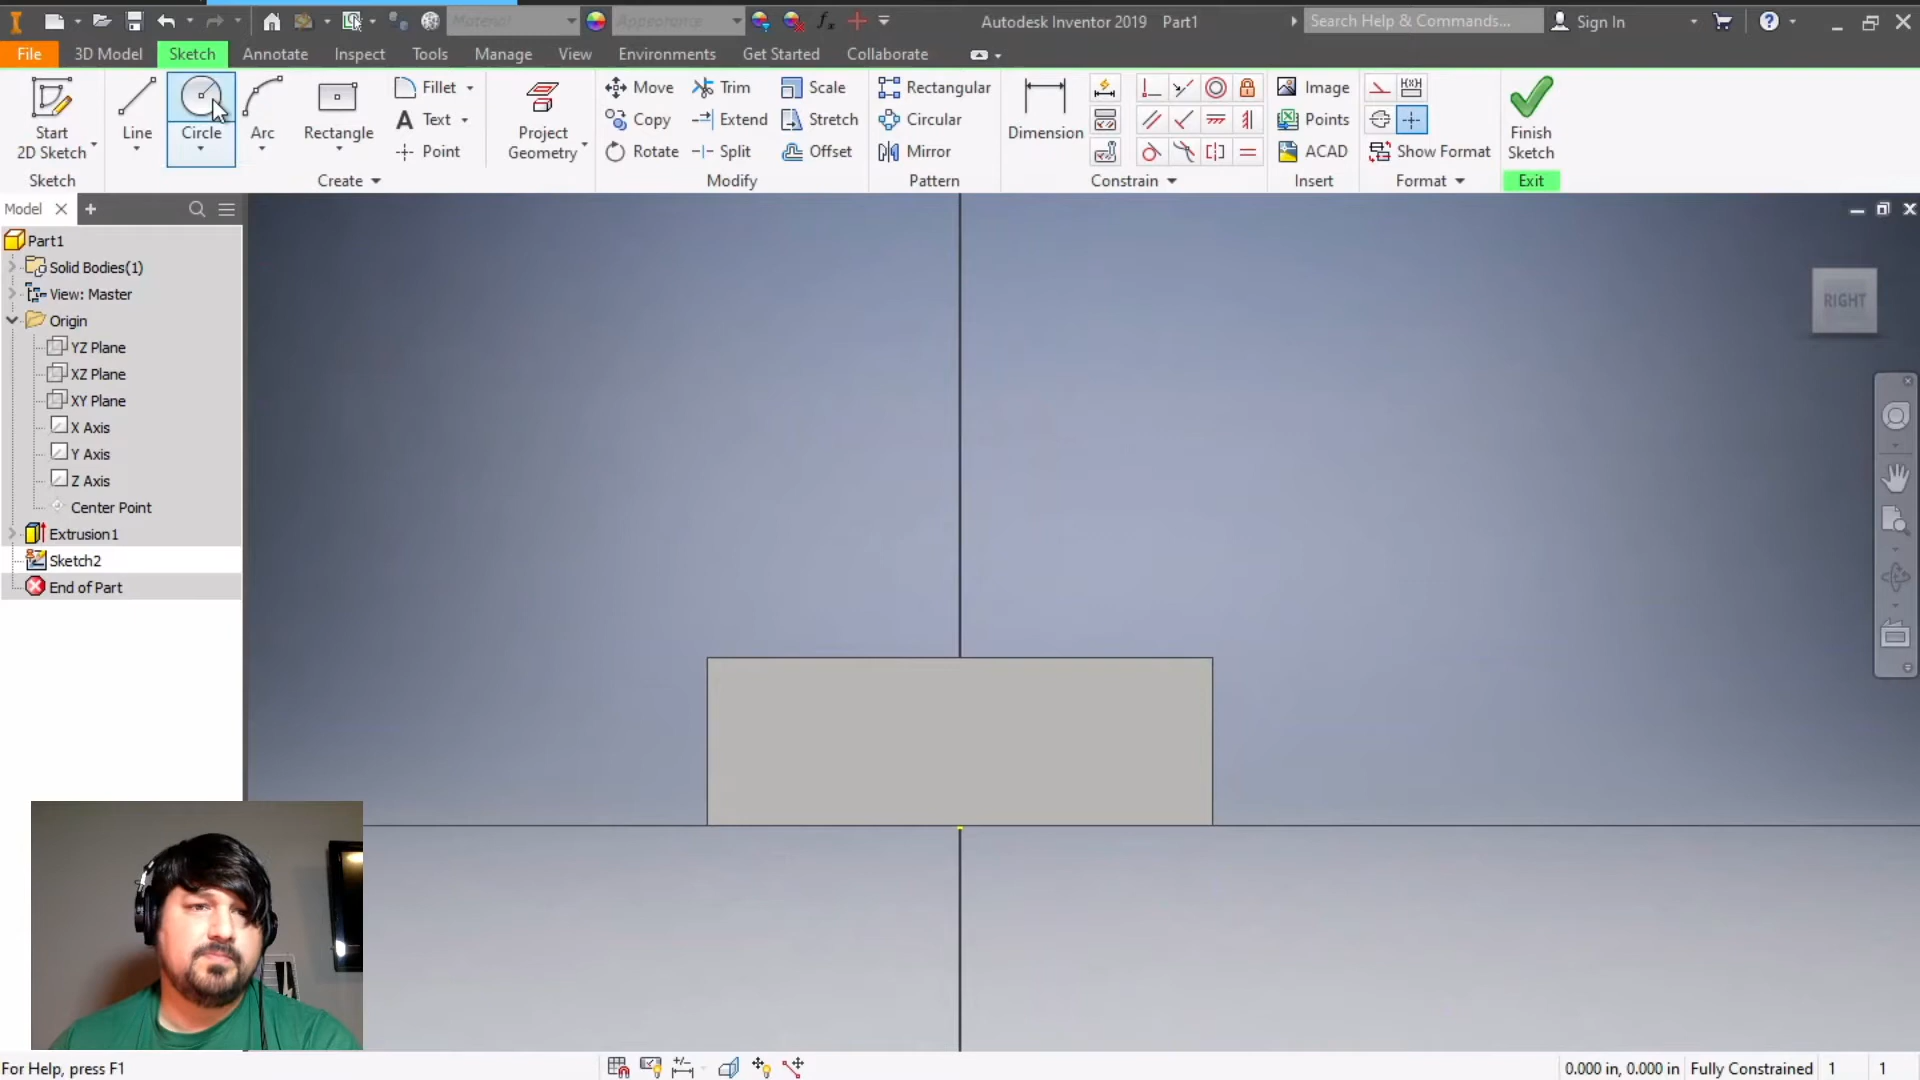 Material
Appearance
Autodesk Inventor 2019 Part1
Search Help & Commands...
Sign In
File 3D Model Sketch Annotate Inspect Tools Manage View Environments Get Started Collaborate
Start
2D Sketch
Line
Circle
Arc
Rectangle
Fillet
Text
Point
Project
Geometry
Move
Copy
Rotate
Trim
Extend
Split
Scale
Stretch
Offset
Rectangular
Circular
Mirror
Dimension
Image
Points
ACAD
Show Format
Finish
Sketch
Sketch Create Modify Pattern Constrain Insert Format Exit
Model
Part1
Solid Bodies(1)
View: Master
Origin
YZ Plane
XZ Plane
XY Plane
X Axis
Y Axis
Z Axis
Center Point
Extrusion1
Sketch2
End of Part
RIGHT
For Help, press F1
0.000 in, 0.000 in Fully Constrained 1 1